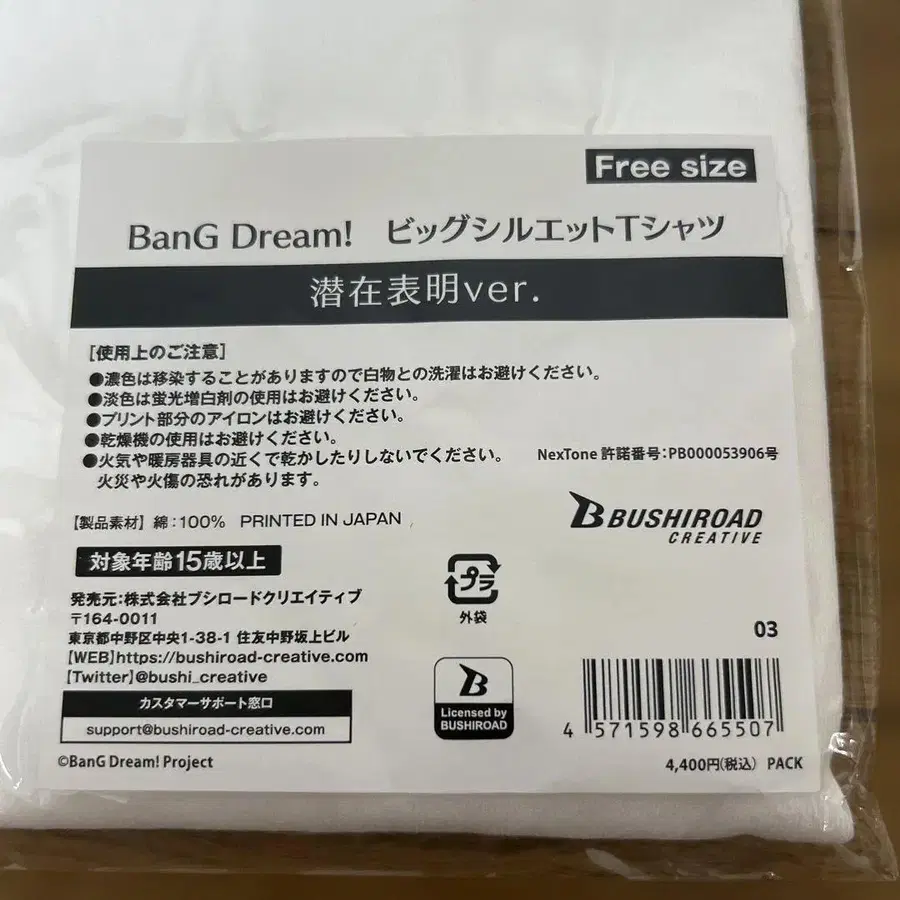 Free size
BanG Dream! ビッグシルエットTシャツ
潜在表明ver.
[使用上のご注意]
●濃色は移染することがありますので白物との洗濯はお避けください。
●淡色は蛍光増白剤の使用はお避けください。
●プリント部分のアイロンはお避けください。
●乾燥機の使用はお避けください。
●火気や暖房器具の近くで乾かしたりしないでください。
火災や火傷の恐れがあります。
NexTone 許諾番号:PB000053906号
【製品素材】綿:100% PRINTED IN JAPAN
BUSHIROAD
CREATIVE
対象年齢15歳以上
発売元:株式会社ブシロードクリエイティブ
〒164-0011
東京都中野区中央1-38-1 住友中野坂上ビル
【WEB】https://bushiroad-creative.com
【Twitter】@bushi_creative
カスタマーサポート窓口
support@bushiroad-creative.com
©BanG Dream! Project
プラ
外袋
Licensed by
BUSHIROAD
03
4 571598 665507
4,400円(税込) PACK